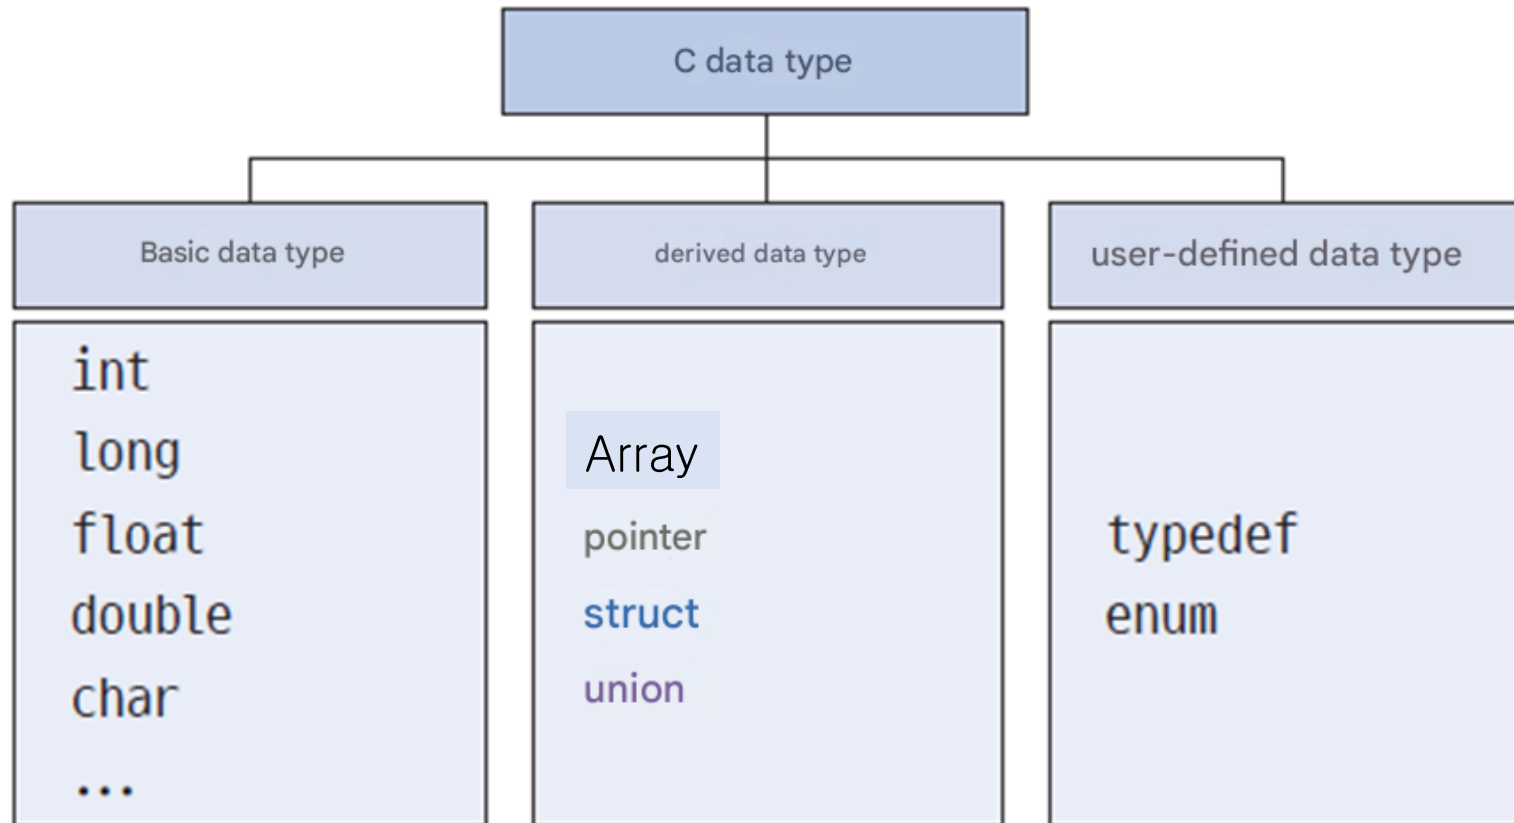 C data type
Basic data type
derived data type
user-defined data type
int
long
float
double
char
...
Array
pointer
struct
union
typedef
enum